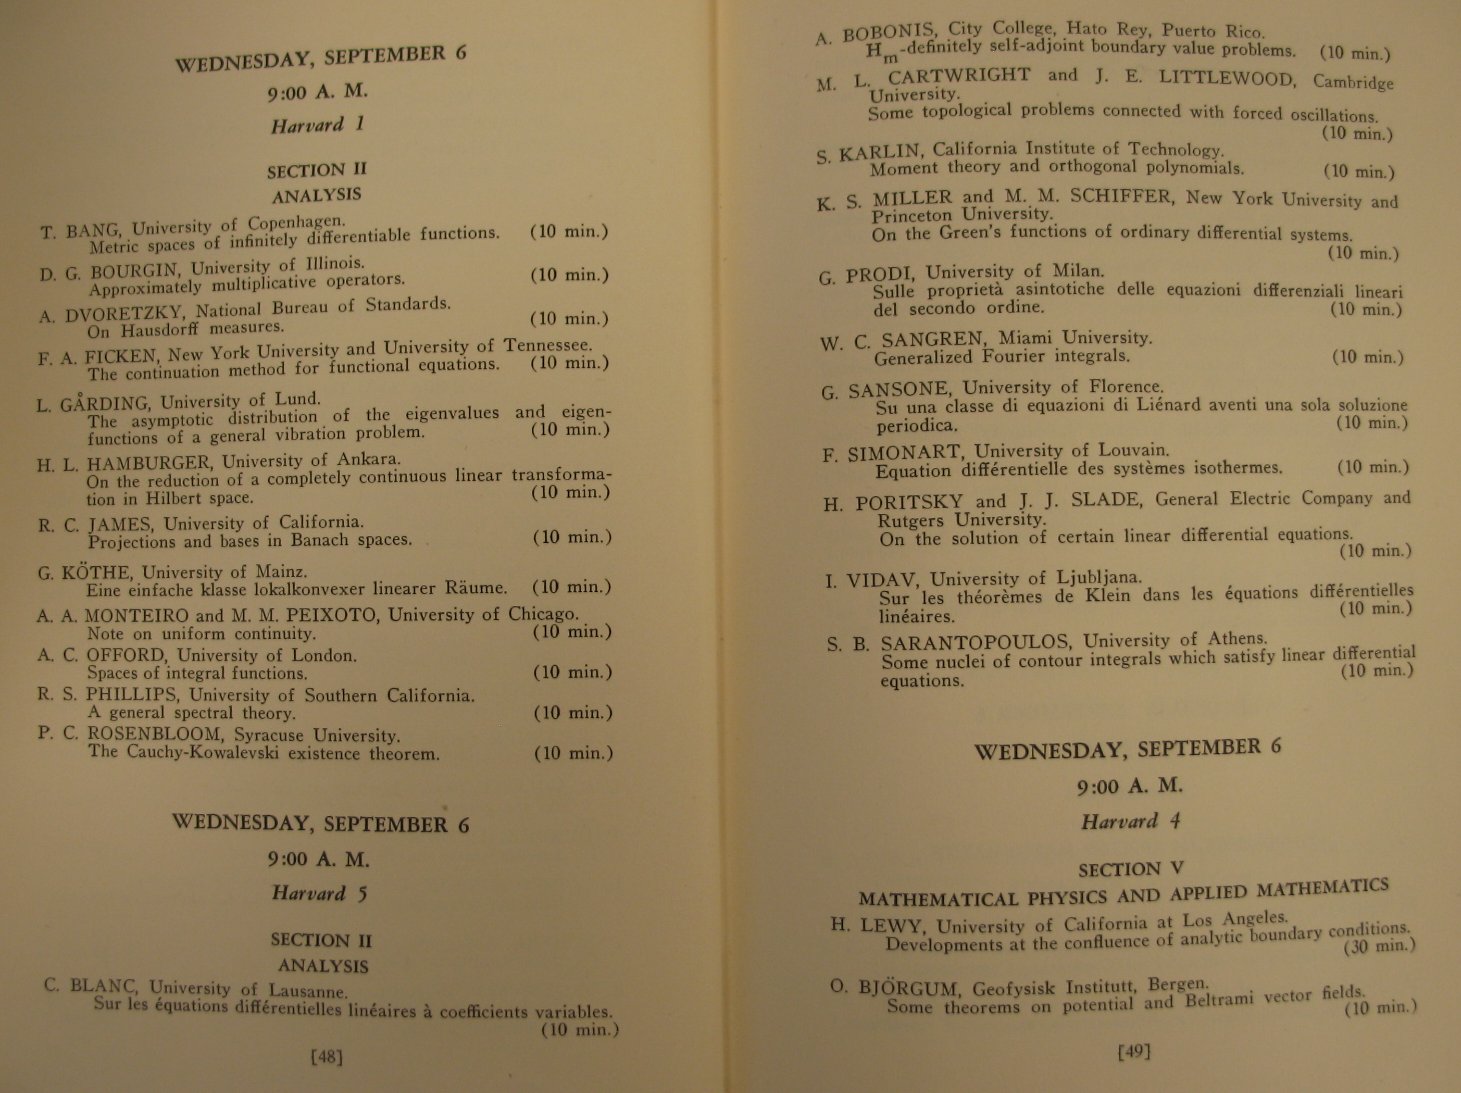 WEDNESDAY, SEPTEMBER 6
9:00 A. M.
Harvard 1
SECTION II
ANALYSIS
T. BANG, University of Copenhagen.
Metric spaces of infinitely differentiable functions. (10 min.)
D. G. BOURGIN, University of Illinois.
Approximately multiplicative operators. (10 min.)
A. DVORETZKY, National Bureau of Standards.
On Hausdorff measures. (10 min.)
F. A. FICKEN, New York University and University of Tennessee.
The continuation method for functional equations. (10 min.)
L. GÅRDING, University of Lund.
The asymptotic distribution of the eigenvalues and eigen-
functions of a general vibration problem. (10 min.)
H. L. HAMBURGER, University of Ankara.
On the reduction of a completely continuous linear transforma-
tion in Hilbert space. (10 min.)
R. C. JAMES, University of California.
Projections and bases in Banach spaces. (10 min.)
G. KÖTHE, University of Mainz.
Eine einfache klasse lokalkonvexer linearer Räume. (10 min.)
A. A. MONTEIRO and M. M. PEIXOTO, University of Chicago.
Note on uniform continuity. (10 min.)
A. C. OFFORD, University of London.
Spaces of integral functions. (10 min.)
R. S. PHILLIPS, University of Southern California.
A general spectral theory. (10 min.)
P. C. ROSENBLOOM, Syracuse University.
The Cauchy-Kowalevski existence theorem. (10 min.)
WEDNESDAY, SEPTEMBER 6
9:00 A. M.
Harvard 5
SECTION II
ANALYSIS
C. BLANC, University of Lausanne.
Sur les équations différentielles linéaires à coefficients variables.
(10 min.)
[48]
A. BOBONIS, City College, Hato Rey, Puerto Rico.
Hm-definitely self-adjoint boundary value problems. (10 min.)
M. L. CARTWRIGHT and J. E. LITTLEWOOD, Cambridge
University.
Some topological problems connected with forced oscillations.
(10 min.)
S. KARLIN, California Institute of Technology.
Moment theory and orthogonal polynomials. (10 min.)
K. S. MILLER and M. M. SCHIFFER, New York University and
Princeton University.
On the Green's functions of ordinary differential systems.
(10 min.)
G. PRODI, University of Milan.
Sulle proprietà asintotiche delle equazioni differenziali lineari
del secondo ordine. (10 min.)
W. C. SANGREN, Miami University.
Generalized Fourier integrals. (10 min.)
G. SANSONE, University of Florence.
Su una classe di equazioni di Liénard aventi una sola soluzione
periodica. (10 min.)
F. SIMONART, University of Louvain.
Equation différentielle des systèmes isothermes. (10 min.)
H. PORITSKY and J. J. SLADE, General Electric Company and
Rutgers University.
On the solution of certain linear differential equations.
(10 min.)
I. VIDAV, University of Ljubljana.
Sur les théorèmes de Klein dans les équations différentielles
linéaires. (10 min.)
S. B. SARANTOPOULOS, University of Athens.
Some nuclei of contour integrals which satisfy linear differential
equations. (10 min.)
WEDNESDAY, SEPTEMBER 6
9:00 A. M.
Harvard 4
SECTION V
MATHEMATICAL PHYSICS AND APPLIED MATHEMATICS
H. LEWY, University of California at Los Angeles.
Developments at the confluence of analytic boundary conditions.
(30 min.)
O. BJÖRGUM, Geofysisk Institutt, Bergen.
Some theorems on potential and Beltrami vector fields.
(10 min.)
[49]